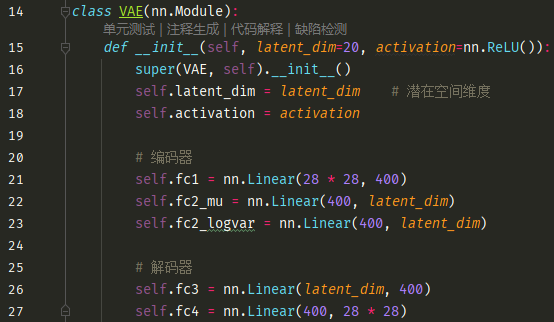 14 class VAE(nn.Module):
单元测试 | 注释生成 | 代码解释 | 缺陷检测
15 def __init__(self, latent_dim=20, activation=nn.ReLU()):
16 super(VAE, self).__init__()
17 self.latent_dim = latent_dim # 潜在空间维度
18 self.activation = activation
19
20 # 编码器
21 self.fc1 = nn.Linear(28 * 28, 400)
22 self.fc2_mu = nn.Linear(400, latent_dim)
23 self.fc2_logvar = nn.Linear(400, latent_dim)
24
25 # 解码器
26 self.fc3 = nn.Linear(latent_dim, 400)
27 self.fc4 = nn.Linear(400, 28 * 28)